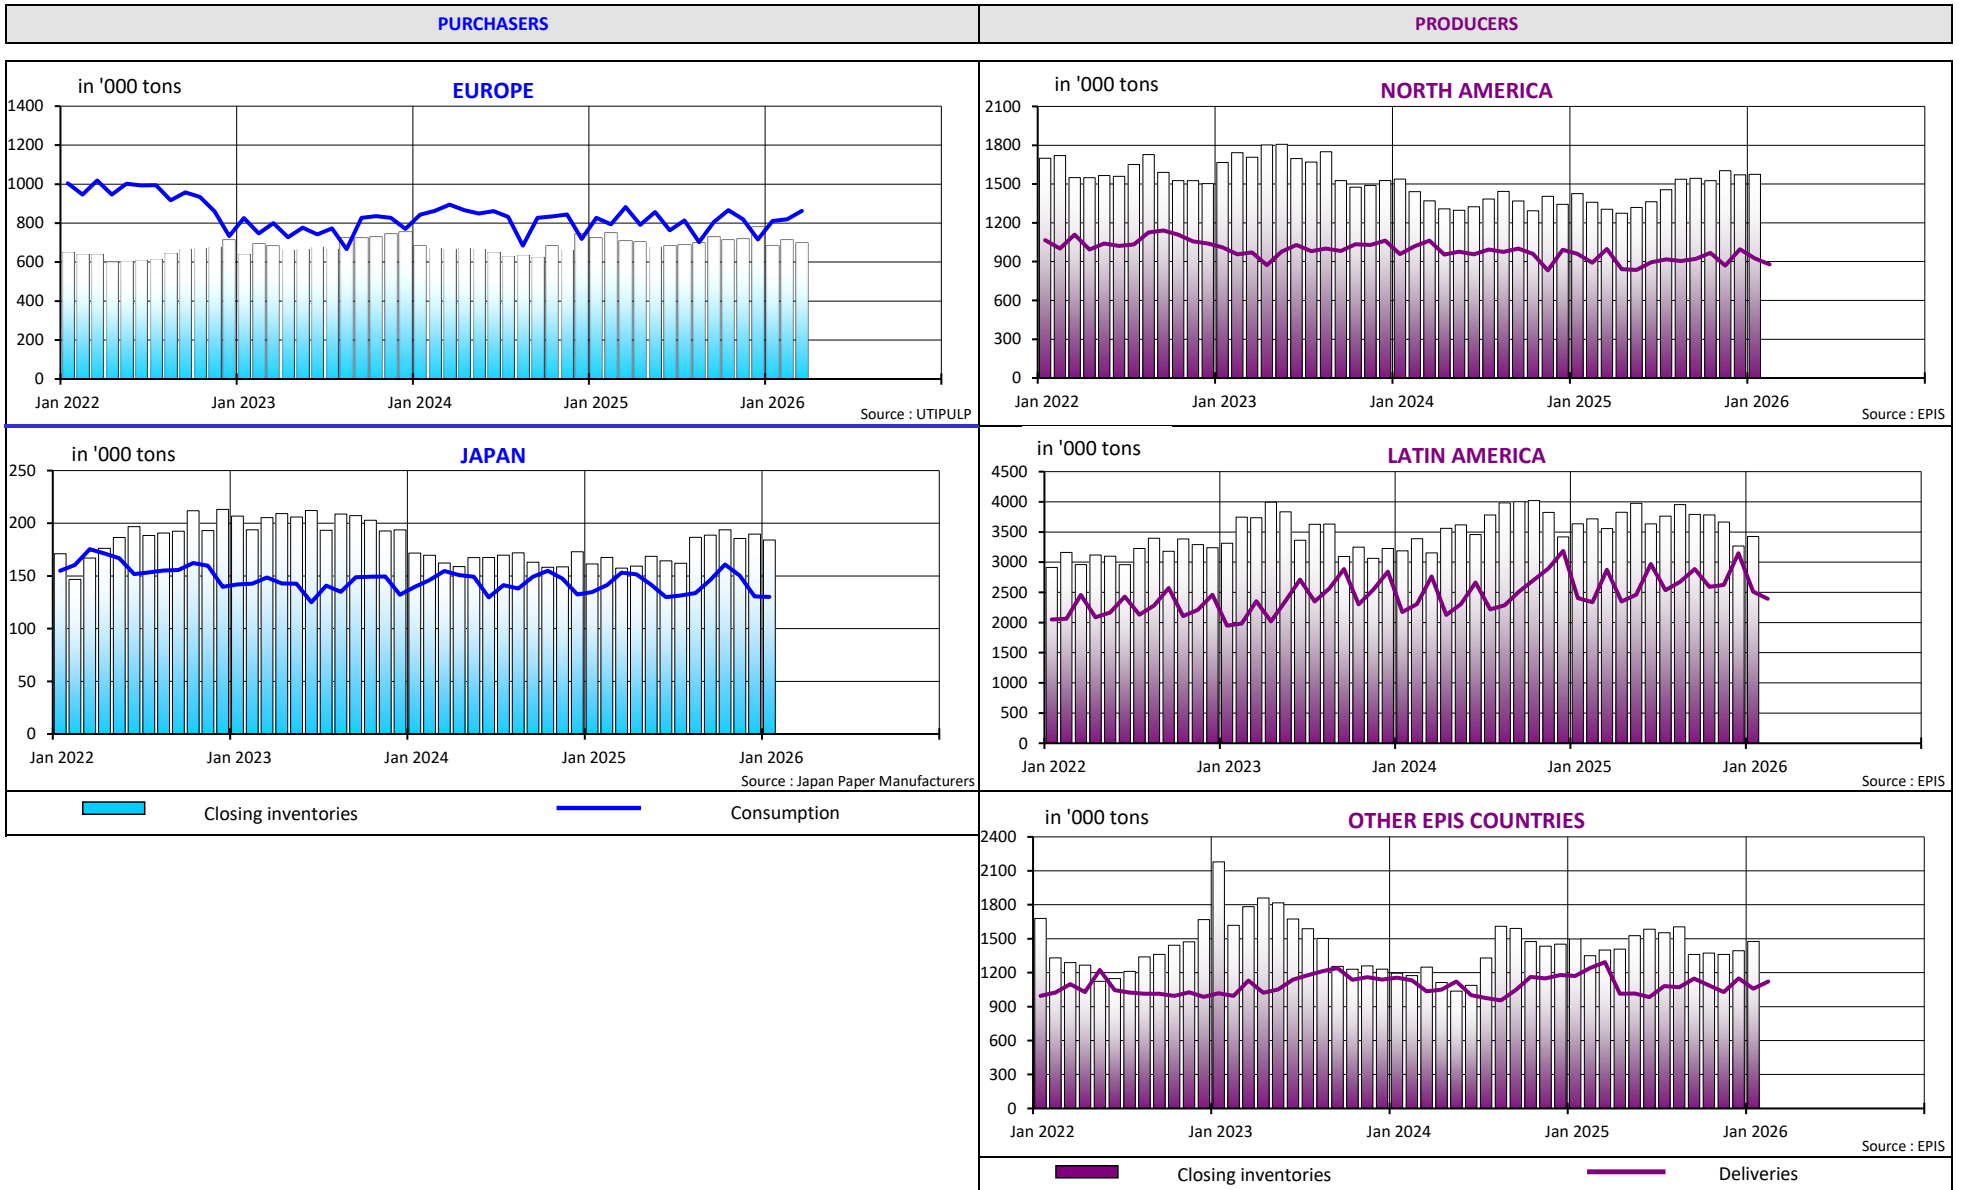 PURCHASERS
PRODUCERS
in '000 tons
EUROPE
1400
1200
1000
800
600
400
200
0
Jan 2022
Jan 2023
Jan 2024
Jan 2025
Jan 2026
Source : UTIPULP
in '000 tons
NORTH AMERICA
2100
1800
1500
1200
900
600
300
0
Jan 2022
Jan 2023
Jan 2024
Jan 2025
Jan 2026
Source : EPIS
in '000 tons
JAPAN
250
200
150
100
50
0
Jan 2022
Jan 2023
Jan 2024
Jan 2025
Jan 2026
Source : Japan Paper Manufacturers
Closing inventories
Consumption
in '000 tons
LATIN AMERICA
4500
4000
3500
3000
2500
2000
1500
1000
500
0
Jan 2022
Jan 2023
Jan 2024
Jan 2025
Jan 2026
Source : EPIS
in '000 tons
OTHER EPIS COUNTRIES
2400
2100
1800
1500
1200
900
600
300
0
Jan 2022
Jan 2023
Jan 2024
Jan 2025
Jan 2026
Source : EPIS
Closing inventories
Deliveries